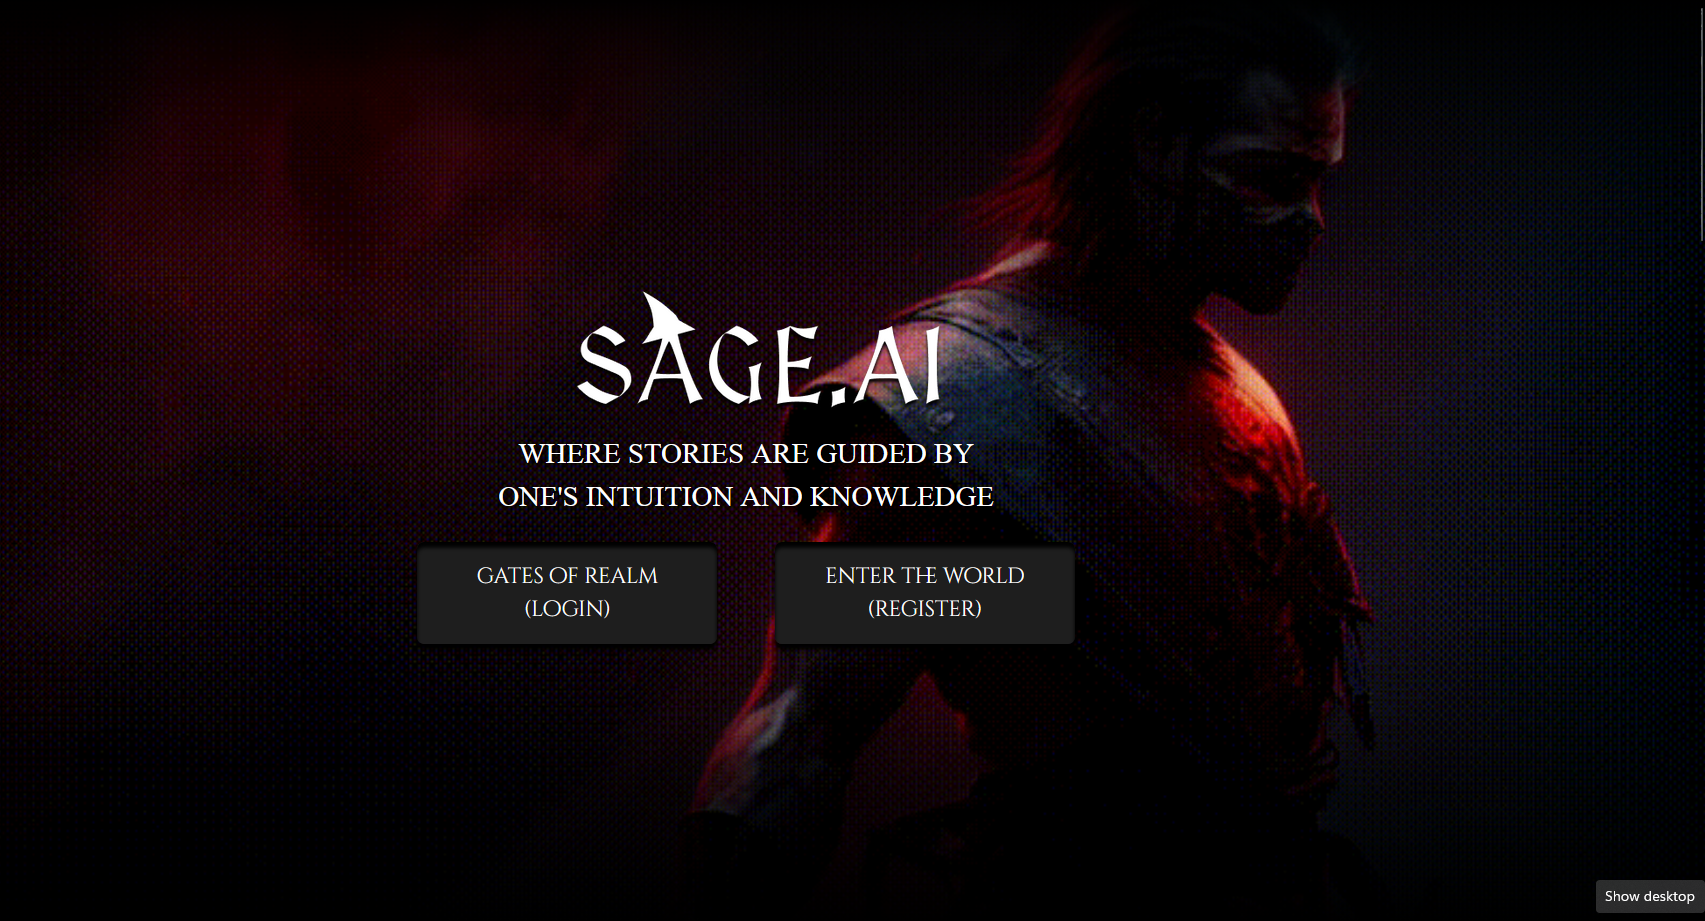 SAGE.AI
WHERE STORIES ARE GUIDED BY
ONE'S INTUITION AND KNOWLEDGE
GATES OF REALM
(LOGIN)
ENTER THE WORLD
(REGISTER)
Show desktop